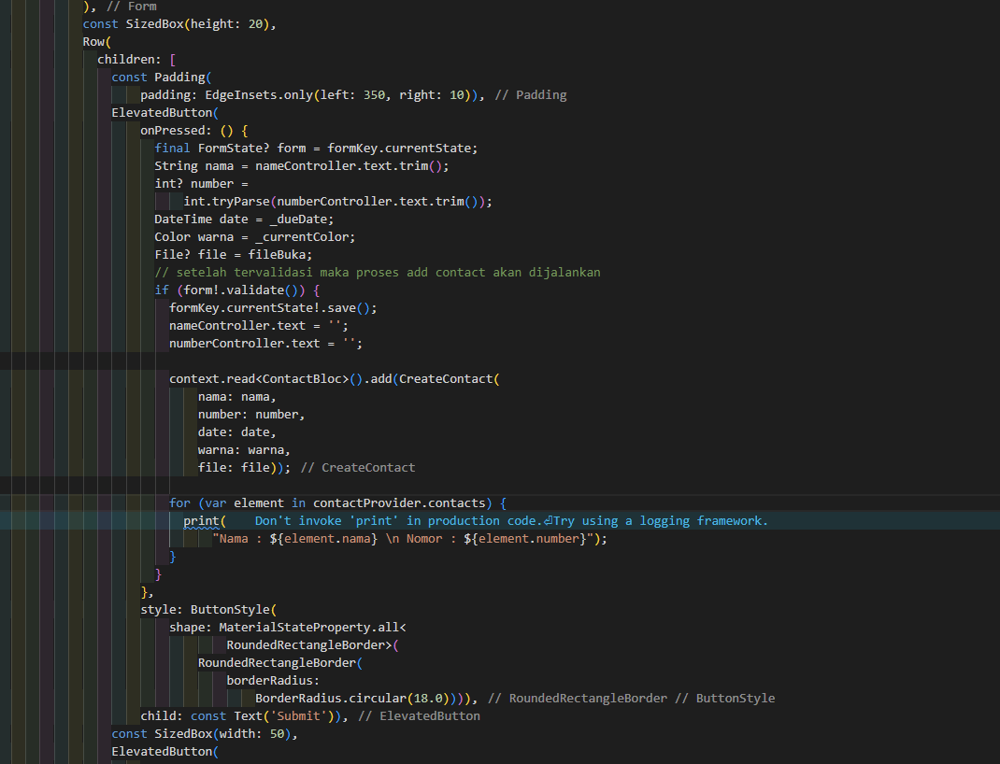 ), // Form
const SizedBox(height: 20),
Row(
children: [
const Padding(
padding: EdgeInsets.only(left: 350, right: 10)), // Padding
ElevatedButton(
onPressed: () {
final FormState? form = formKey.currentState;
String nama = nameController.text.trim();
int? number =
int.tryParse(numberController.text.trim());
DateTime date = _dueDate;
Color warna = _currentColor;
File? file = fileBuka;
// setelah tervalidasi maka proses add contact akan dijalankan
if (form!.validate()) {
formKey.currentState!.save();
nameController.text = '';
numberController.text = '';
context.read<ContactBloc>().add(CreateContact(
nama: nama,
number: number,
date: date,
warna: warna,
file: file)); // CreateContact
for (var element in contactProvider.contacts) {
print( Don't invoke 'print' in production code.⏎Try using a logging framework.
"Nama : ${element.nama} \n Nomor : ${element.number}");
}
}
},
style: ButtonStyle(
shape: MaterialStateProperty.all<
RoundedRectangleBorder>(
RoundedRectangleBorder(
borderRadius:
BorderRadius.circular(18.0)))), // RoundedRectangleBorder // ButtonStyle
child: const Text('Submit')), // ElevatedButton
const SizedBox(width: 50),
ElevatedButton(